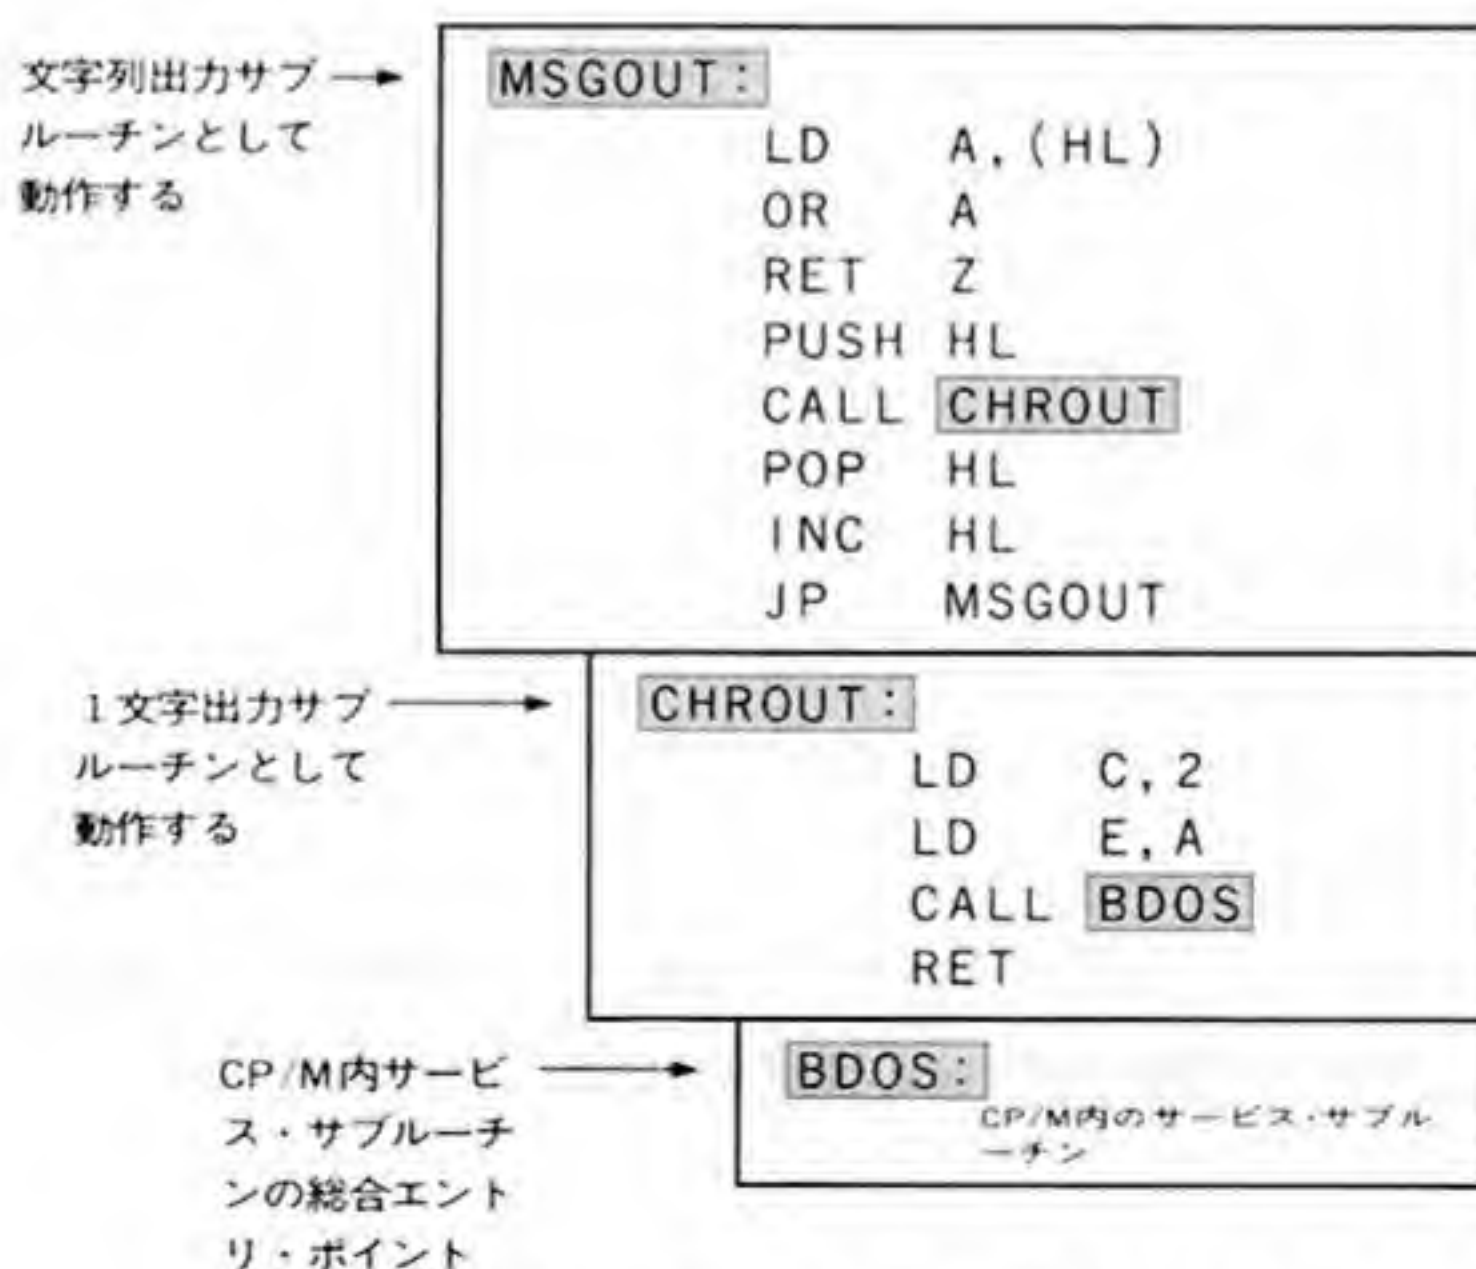 文字列出力サブ
ルーチンとして
動作する
MSGOUT:
LD A,(HL)
OR A
RET Z
PUSH HL
CALL CHROUT
POP HL
INC HL
JP MSGOUT
1文字出力サブ
ルーチンとして
動作する
CHROUT:
LD C,2
LD E,A
CALL BDOS
RET
CP/M内サービ
ス・サブルーチ
ンの総合エント
リ・ポイント
BDOS:
CP/M内のサービス・サブル
ーチン